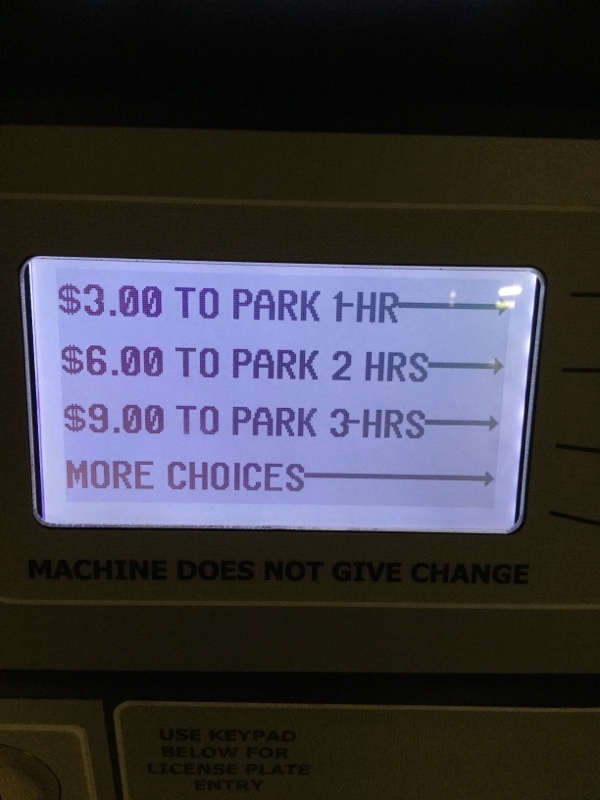 $3.00 TO PARK 1-HR
$6.00 TO PARK 2 HRS
$9.00 TO PARK 3-HRS
MORE CHOICES
MACHINE DOES NOT GIVE CHANGE
USE KEYPAD
BELOW FOR
LICENSE PLATE
ENTRY